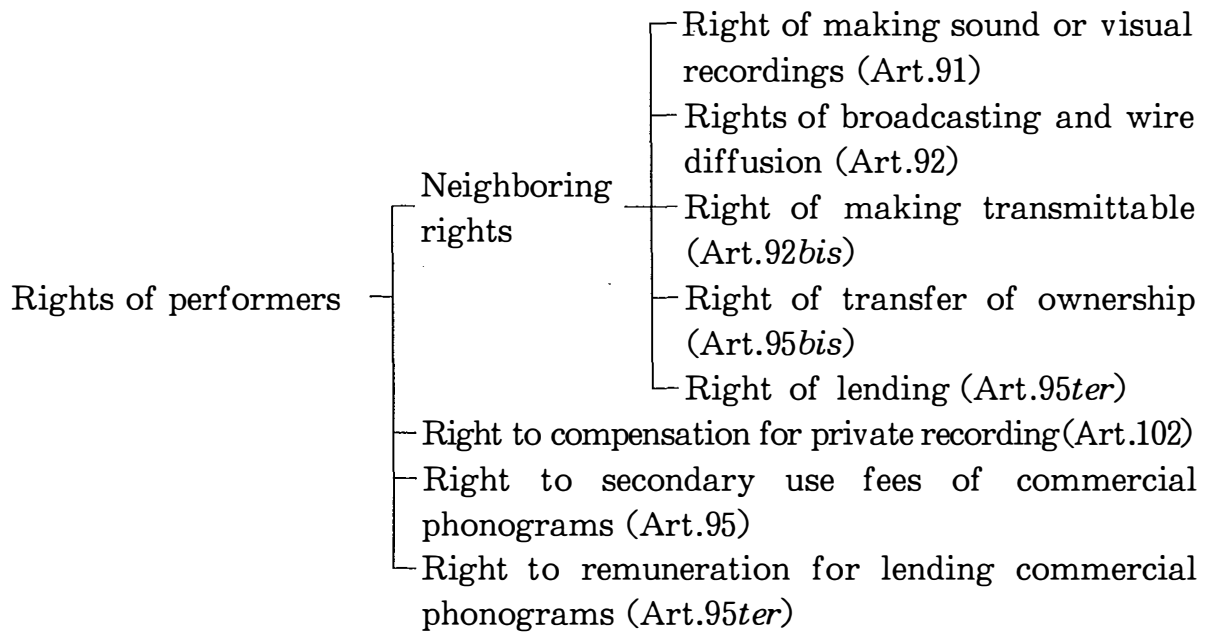 Right of making sound or visual
recordings (Art.91)
Rights of broadcasting and wire
diffusion (Art.92)
Neighboring
rights
Right of making transmittable
(Art.92bis)
Rights of performers
Right of transfer of ownership
(Art.95bis)
Right of lending (Art.95ter)
Right to compensation for private recording(Art.102)
Right to secondary use fees of commercial
phonograms (Art.95)
Right to remuneration for lending commercial
phonograms (Art.95ter)